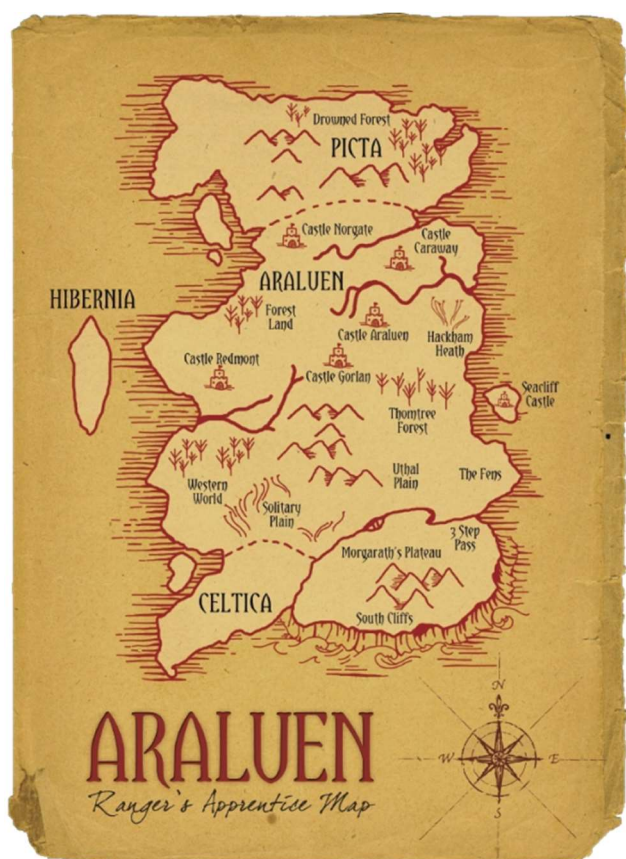 Drowned Forest
PICTA
Castle Norgate
Castle
Caraway
ARALUEN
HIBERNIA
Forest
Land
Castle Araluen
Hackham
Heath
Castle Redmont
Castle Gorlan
Seacliff
Castle
Thorntree
Forest
Western
World
Uthal
Plain
The Fens
Solitary
Plain
3 Step
Pass
Morgarath's Plateau
CELTICA
South Cliffs
ARALUEN
Ranger's Apprentice Map
N
W
E
S